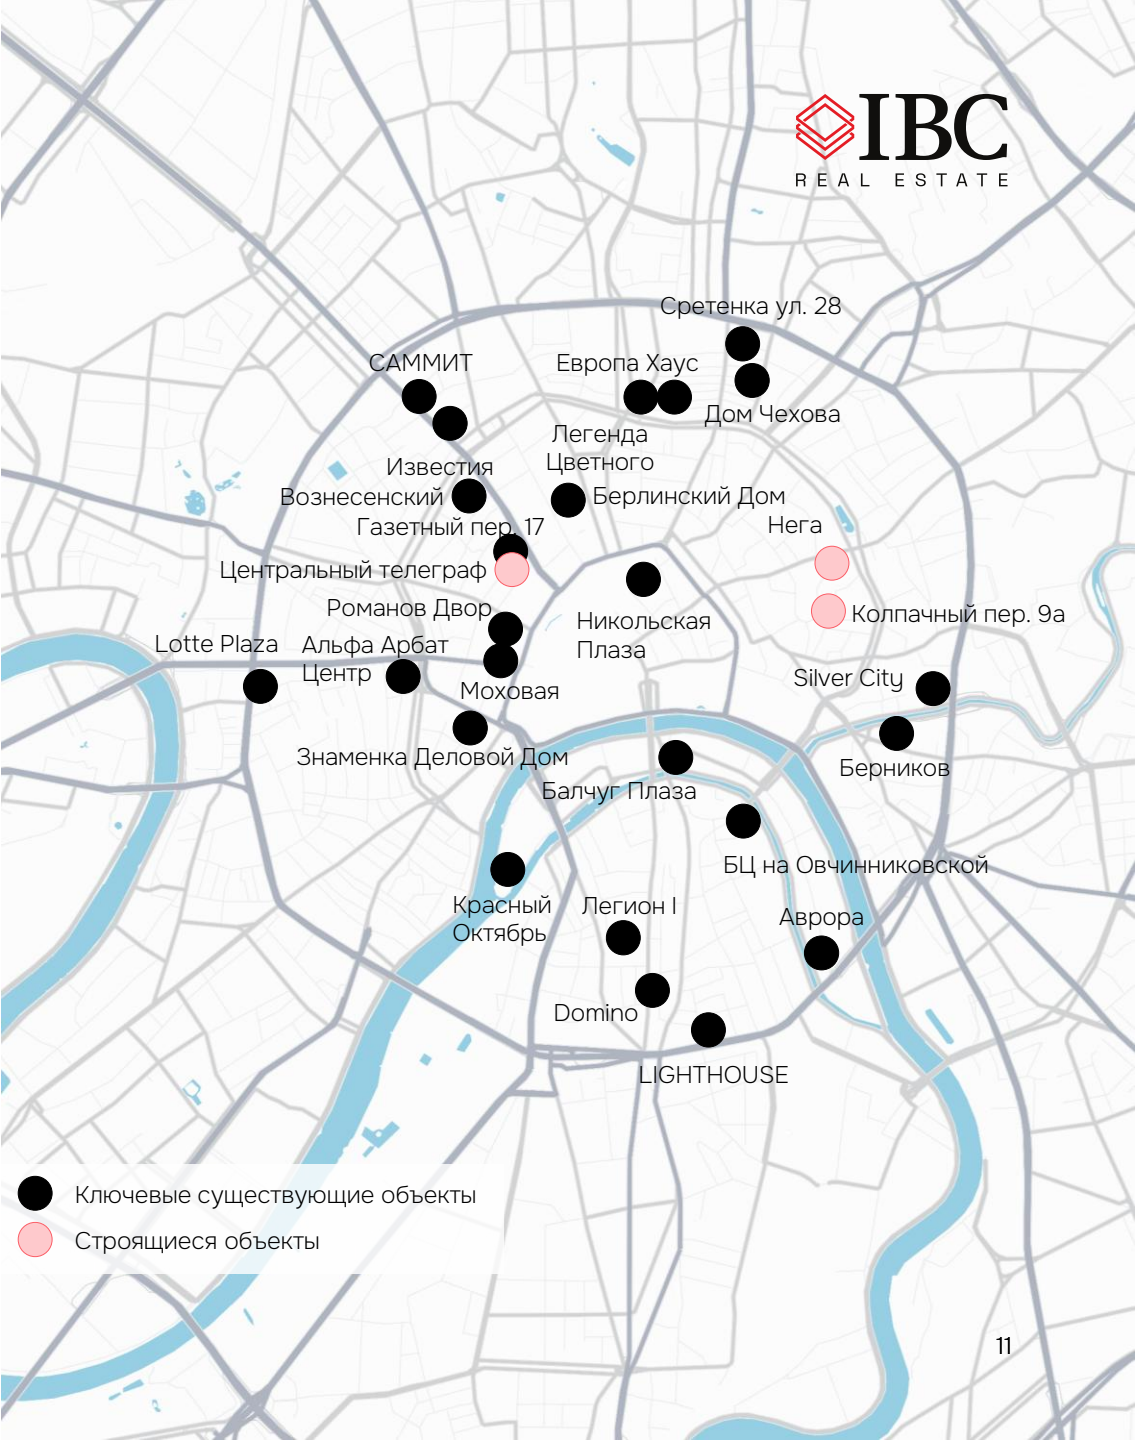 IBC
REAL ESTATE
Сретенка ул. 28
САММИТ
Европа Хаус
Дом Чехова
Легенда
Цветного
Известия
Вознесенский
Берлинский Дом
Газетный пер. 17
Нега
Центральный телеграф
Романов Двор
Колпачный пер. 9а
Никольская
Плаза
Lotte Plaza
Альфа Арбат
Центр
Моховая
Silver City
Знаменка Деловой Дом
Берников
Балчуг Плаза
БЦ на Овчинниковской
Красный
Октябрь
Легион I
Аврора
Domino
LIGHTHOUSE
Ключевые существующие объекты
Строящиеся объекты
11